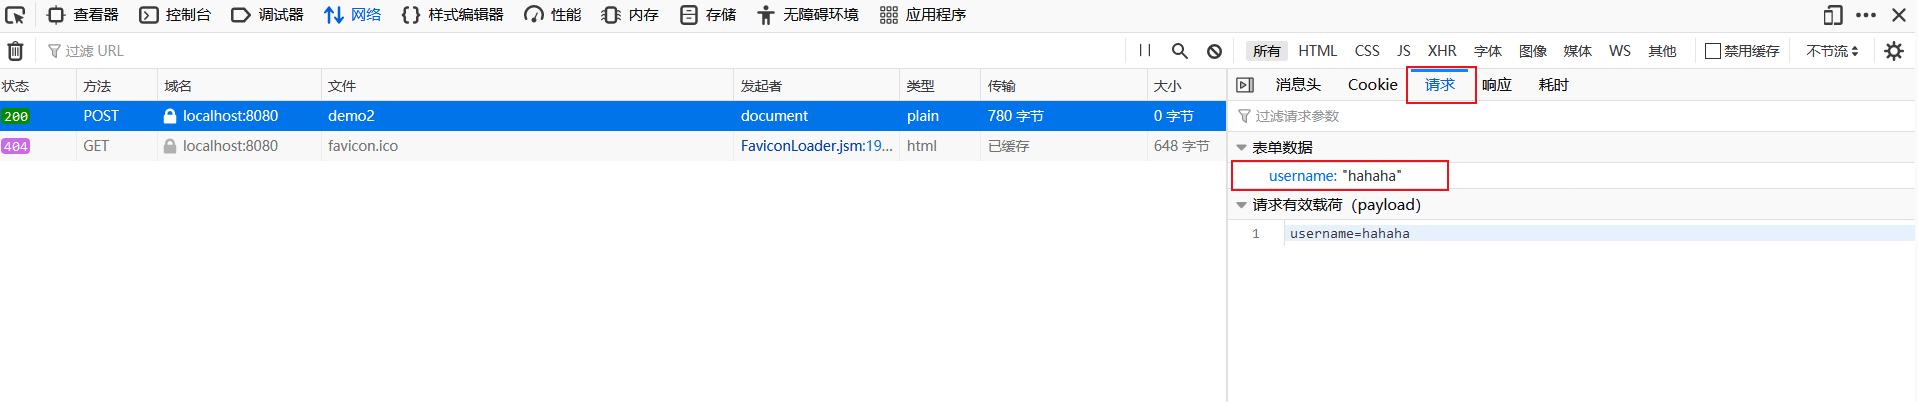 查看器 控制台 调试器 网络 样式编辑器 性能 内存 存储 无障碍环境 应用程序
过滤 URL 所有 HTML CSS JS XHR 字体 图像 媒体 WS 其他 禁用缓存 不节流
状态 方法 域名 文件 发起者 类型 传输 大小
200 POST localhost:8080 demo2 document plain 780 字节 0 字节
404 GET localhost:8080 favicon.ico FaviconLoader.jsm:19... html 已缓存 648 字节
消息头 Cookie 请求 响应 耗时
过滤请求参数
表单数据
username: "hahaha"
请求有效载荷（payload）
1 username=hahaha